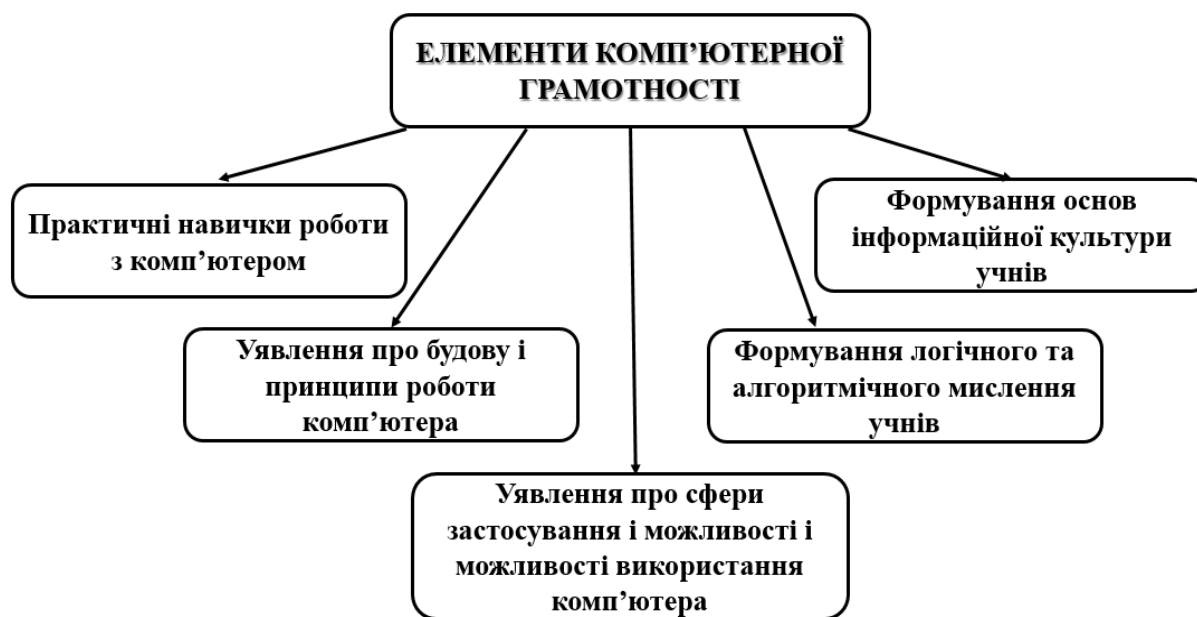 ЕЛЕМЕНТИ КОМП’ЮТЕРНОЇ
ГРАМОТНОСТІ
Практичні навички роботи
з комп’ютером
Формування основ
інформаційної культури
учнів
Уявлення про будову і
принципи роботи
комп’ютера
Формування логічного та
алгоритмічного мислення
учнів
Уявлення про сфери
застосування і можливості і
можливості використання
комп’ютера